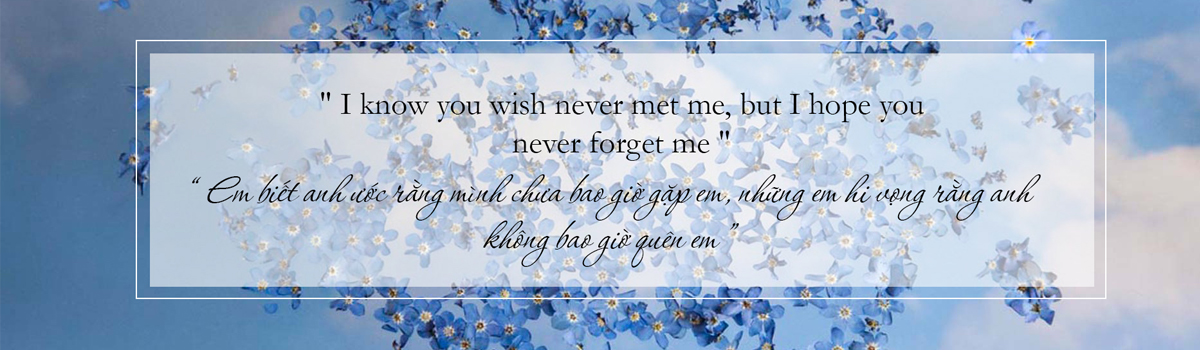 " I know you wish never met me, but I hope you
never forget me "
“ Em biết anh ước rằng mình chưa bao giờ gặp em, những em hi vọng rằng anh
không bao giờ quên em ”